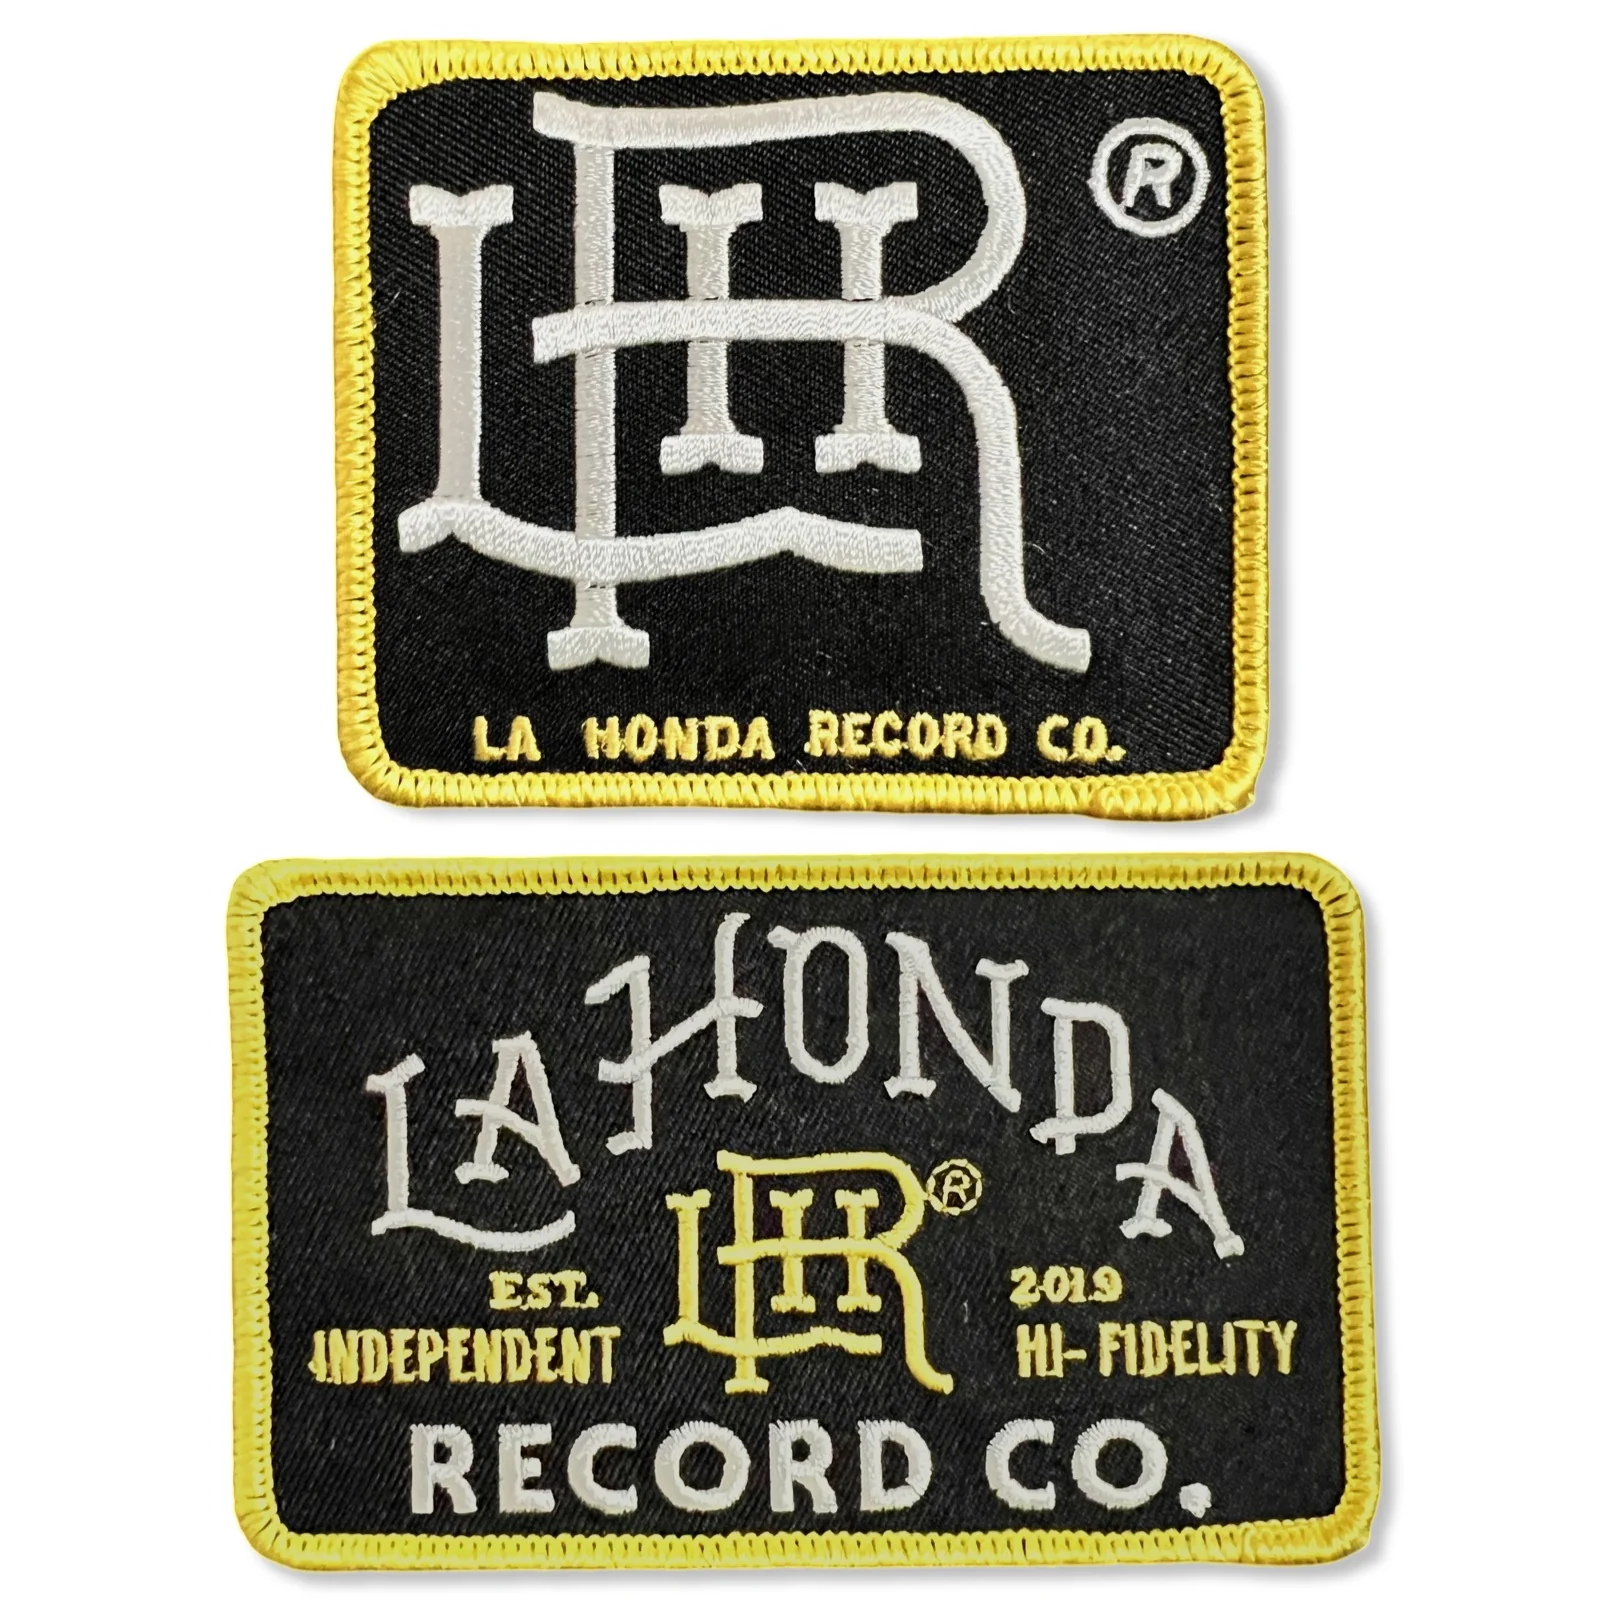 LHR ®
LA HONDA RECORD CO.
LA HONDA
LHR ®
EST. 2019
INDEPENDENT HI-FIDELITY
RECORD CO.